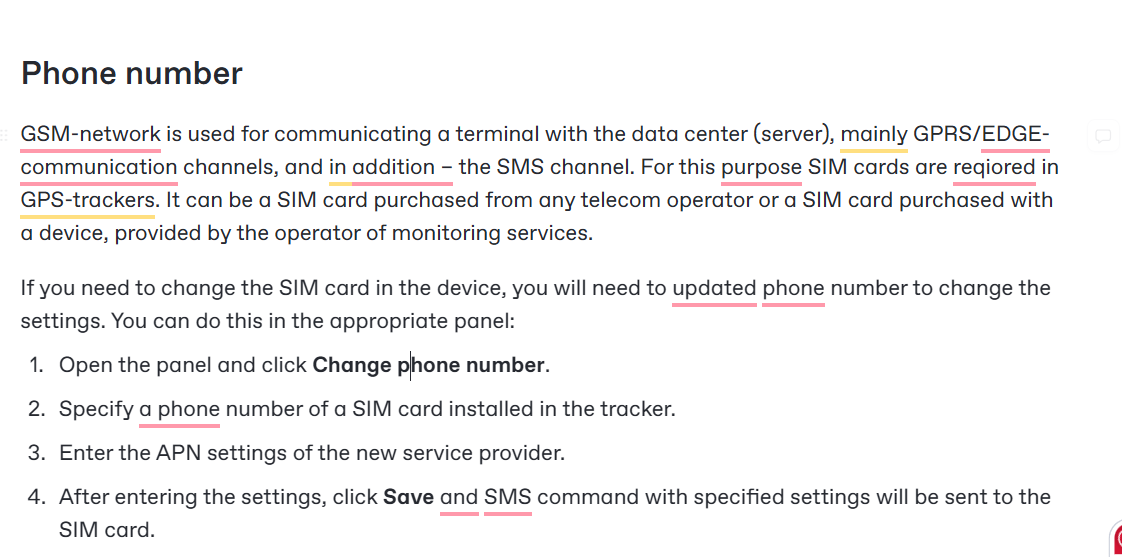 Phone number
GSM-network is used for communicating a terminal with the data center (server), mainly GPRS/EDGE-
communication channels, and in addition – the SMS channel. For this purpose SIM cards are reqiored in
GPS-trackers. It can be a SIM card purchased from any telecom operator or a SIM card purchased with
a device, provided by the operator of monitoring services.
If you need to change the SIM card in the device, you will need to updated phone number to change the
settings. You can do this in the appropriate panel:
1. Open the panel and click Change phone number.
2. Specify a phone number of a SIM card installed in the tracker.
3. Enter the APN settings of the new service provider.
4. After entering the settings, click Save and SMS command with specified settings will be sent to the
SIM card.